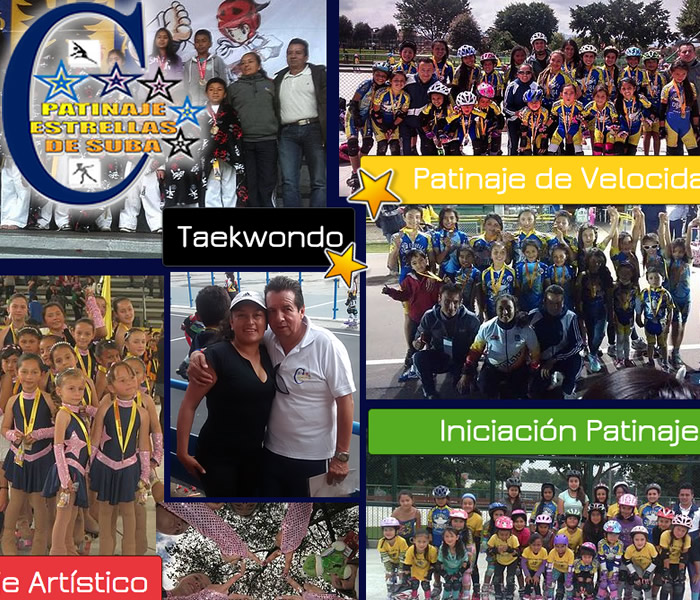 PATINAJE
ESTRELLAS
DE SUBA
Patinaje de Velocida
Taekwondo
Iniciación Patinaje
e Artístico